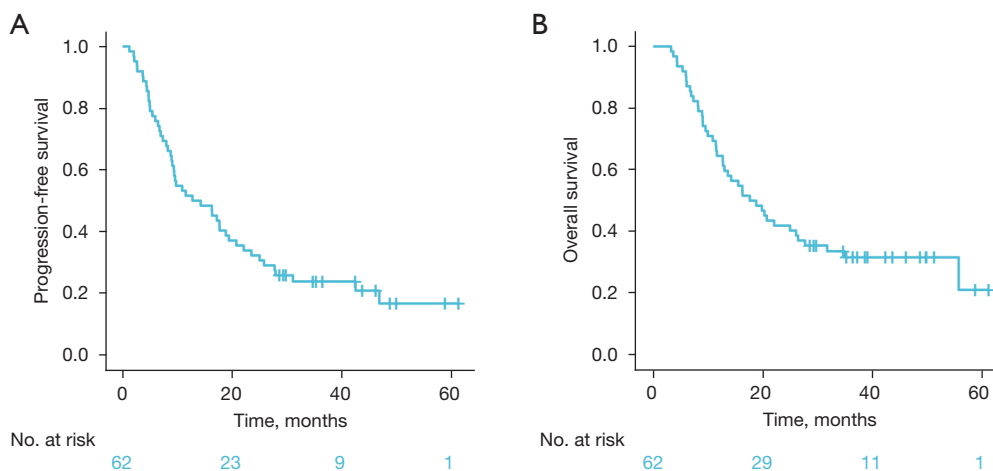 A
Progression-free survival
1.0
0.8
0.6
0.4
0.2
0.0
0 20 40 60
Time, months
No. at risk
62 23 9 1
B
Overall survival
1.0
0.8
0.6
0.4
0.2
0.0
0 20 40 60
Time, months
No. at risk
62 29 11 1